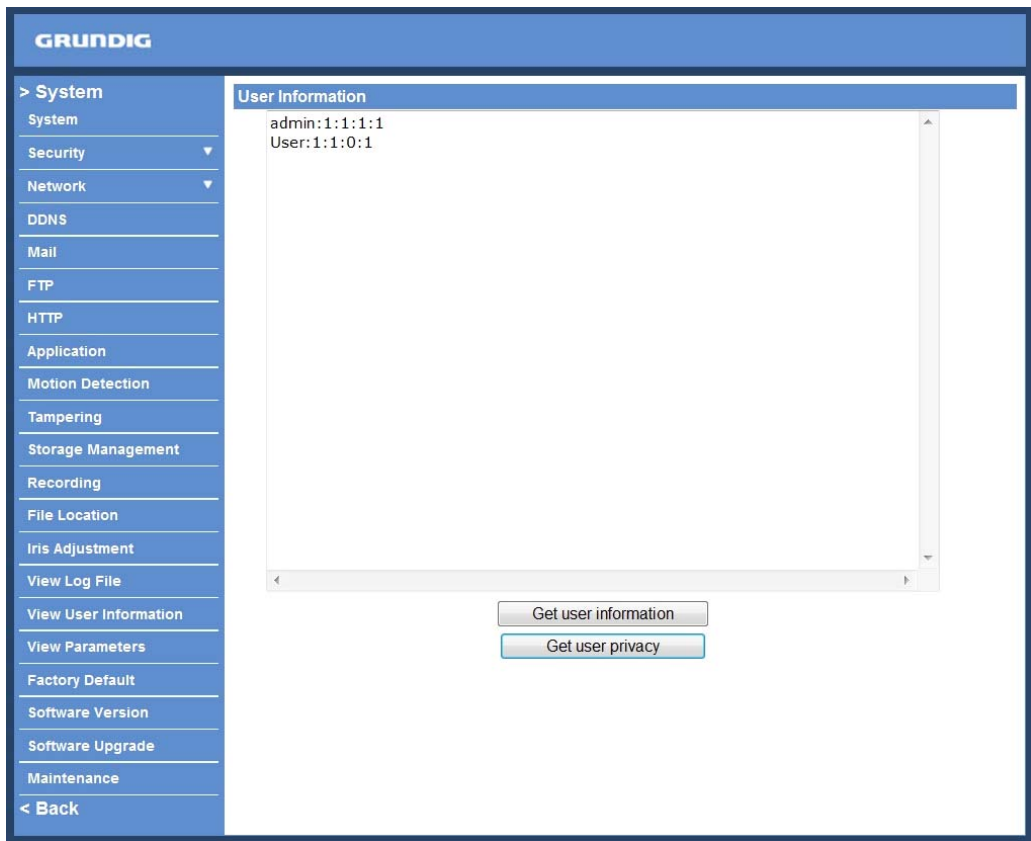 GRUNDIG
> System
System
Security
Network
DDNS
Mail
FTP
HTTP
Application
Motion Detection
Tampering
Storage Management
Recording
File Location
Iris Adjustment
View Log File
View User Information
View Parameters
Factory Default
Software Version
Software Upgrade
Maintenance
< Back
User Information
admin:1:1:1:1
User:1:1:0:1
Get user information
Get user privacy